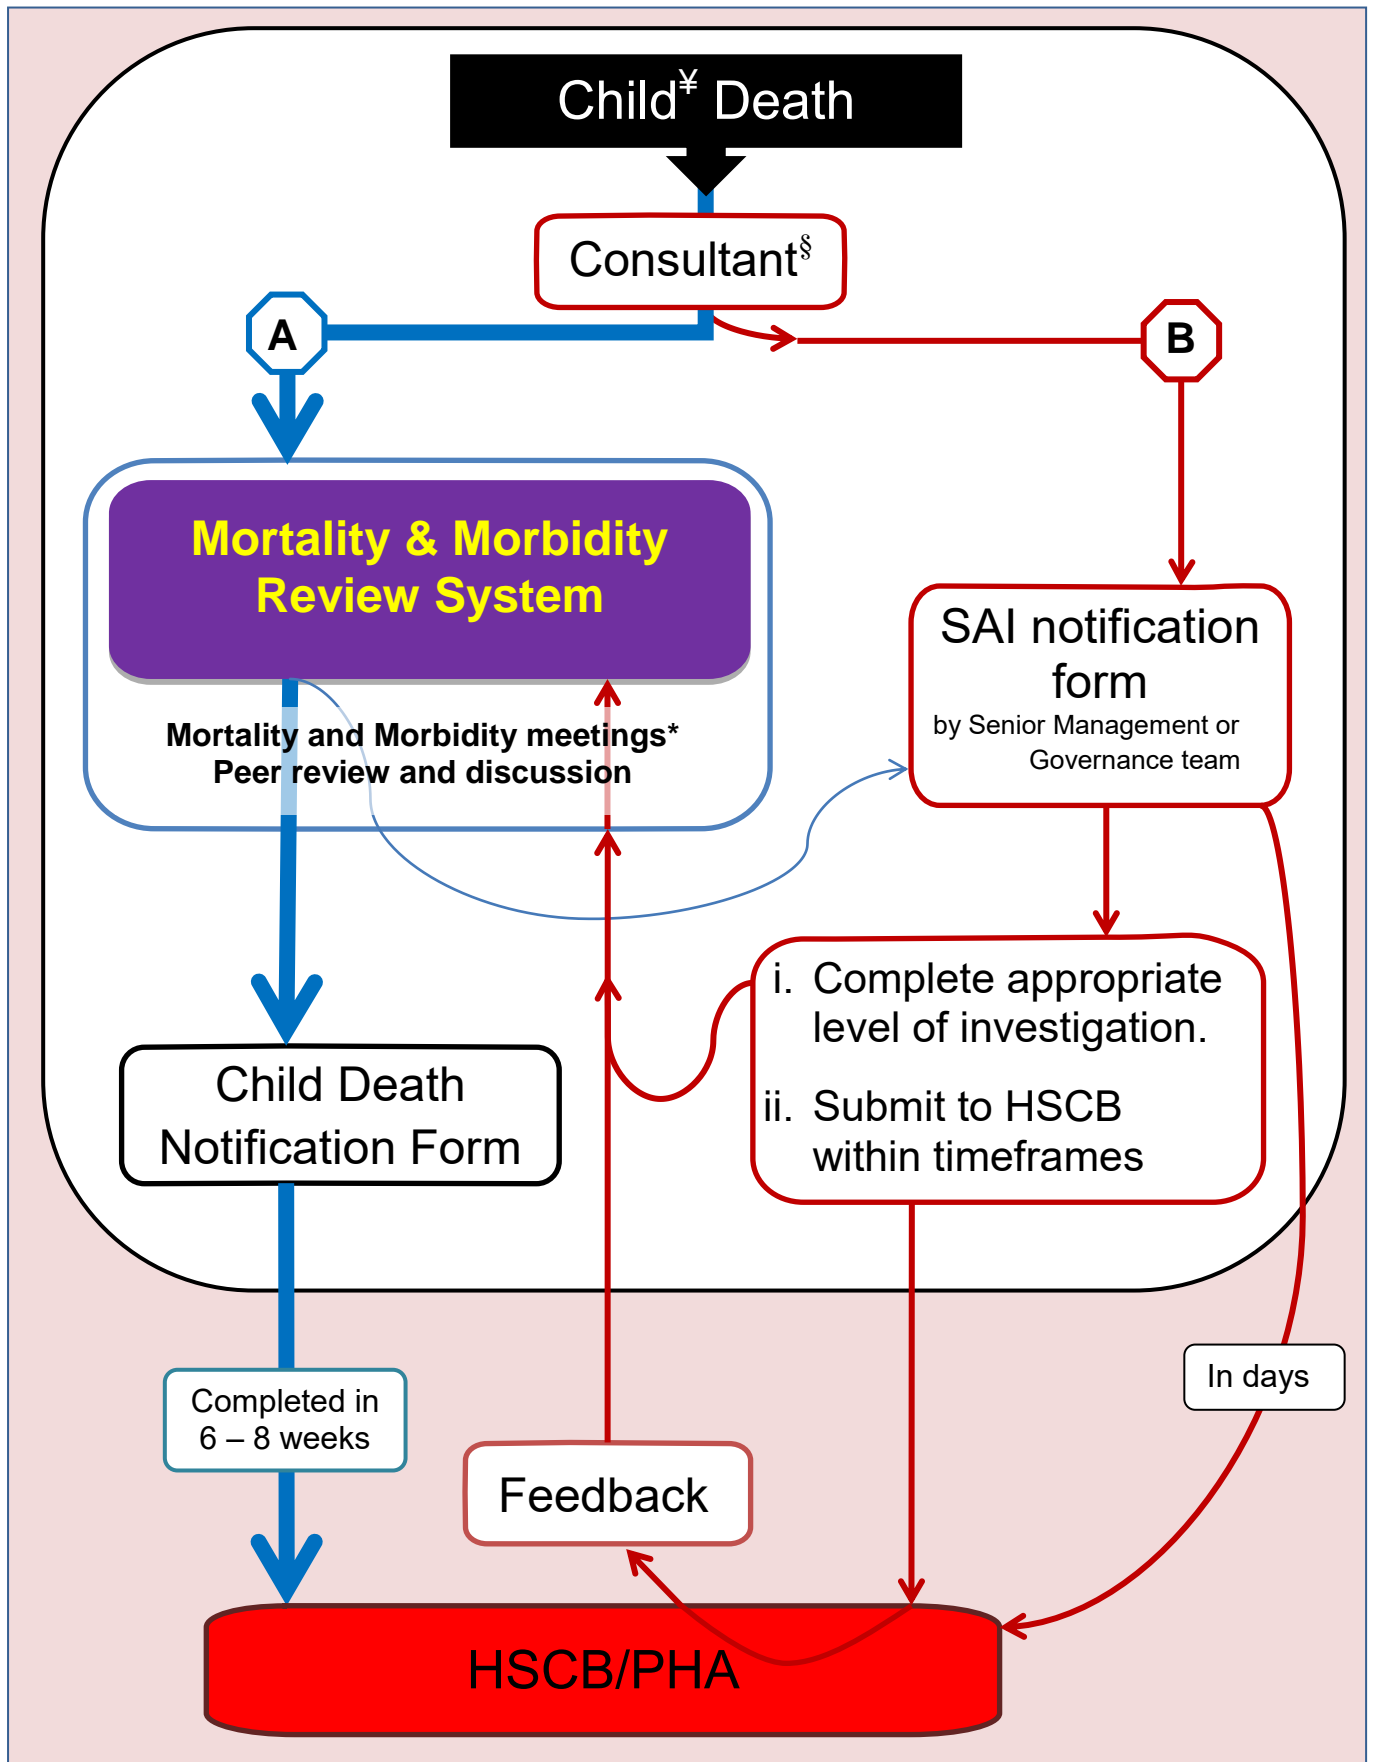 Child¥ Death
Consultant§
A
B
Mortality & Morbidity
Review System
Mortality and Morbidity meetings*
Peer review and discussion
SAI notification
form
by Senior Management or
Governance team
i. Complete appropriate
level of investigation.
ii. Submit to HSCB
within timeframes
Child Death
Notification Form
Completed in
6 – 8 weeks
In days
Feedback
HSCB/PHA